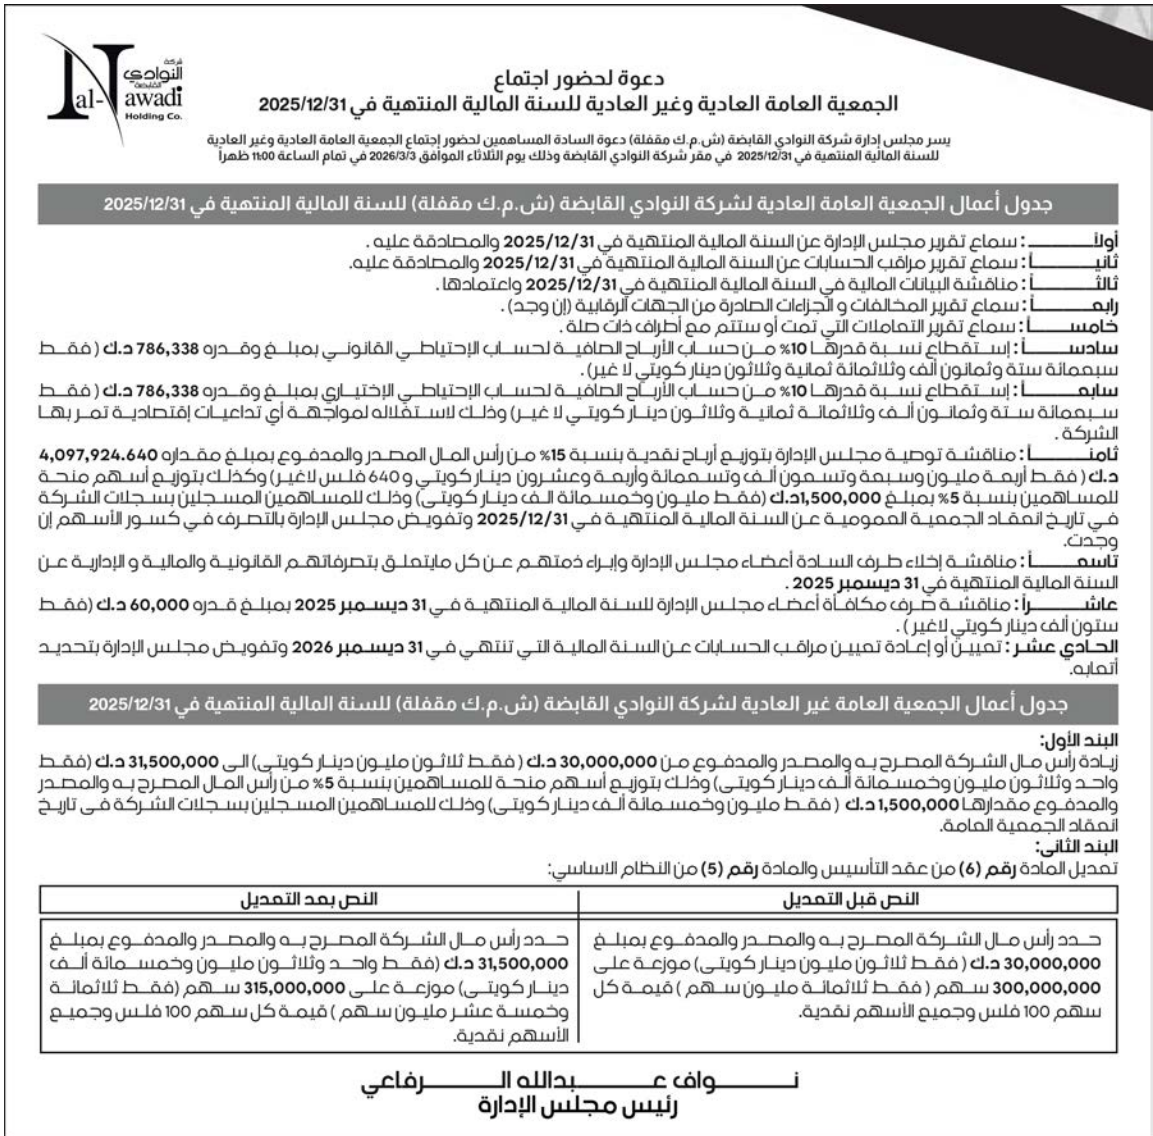 شركة
النوادي
القابضة
al-Nawadi
Holding Co.
دعوة لحضور اجتماع
الجمعية العامة العادية وغير العادية للسنة المالية المنتهية في 2025/12/31
يسر مجلس إدارة شركة النوادي القابضة (ش.م.ك مقفلة) دعوة السادة المساهمين لحضور إجتماع الجمعية العامة العادية وغير العادية
للسنة المالية المنتهية في 2025/12/31 في مقر شركة النوادي القابضة وذلك يوم الثلاثاء الموافق 2026/3/3 في تمام الساعة 11:00 ظهراً
جدول أعمال الجمعية العامة العادية لشركة النوادي القابضة (ش.م.ك مقفلة) للسنة المالية المنتهية في 2025/12/31
أولاً : سماع تقرير مجلس الإدارة عن السنة المالية المنتهية في 2025/12/31 والمصادقة عليه .
ثانيــاً : سماع تقرير مراقب الحسابات عن السنة المالية المنتهية في 2025/12/31 والمصادقة عليه.
ثالثــاً : مناقشة البيانات المالية في السنة المالية المنتهية في 2025/12/31 واعتمادها .
رابعــاً : سماع تقرير المخالفات و الجزاءات الصادرة من الجهات الرقابية (إن وجد) .
خامســاً : سماع تقرير التعاملات التي تمت أو ستتم مع أطراف ذات صلة .
سادســاً : إستقطاع نسبة قدرها 10% من حساب الأرباح الصافية لحساب الإحتياطي القانوني بمبلغ وقدره 786,338 د.ك ( فقط
سبعمائة ستة وثمانون ألف وثلاثمائة ثمانية وثلاثون دينار كويتي لا غير) .
سابعــاً : إستقطاع نسبة قدرها 10% من حساب الأرباح الصافية لحساب الإحتياطي الإختياري بمبلغ وقدره 786,338 د.ك ( فقط
سبعمائة ستة وثمانون ألف وثلاثمائة ثمانية وثلاثون دينار كويتي لا غير) وذلك لاستغلاله لمواجهة أي تداعيات إقتصادية تمر بها
الشركة .
ثامنــاً : مناقشة توصية مجلس الإدارة بتوزيع أرباح نقدية بنسبة 15% من رأس المال المصدر والمدفوع بمبلغ مقداره 4,097,924.640
د.ك ( فقط أربعة مليون وسبعة وتسعون ألف وتسعمائة وأربعة وعشرون دينار كويتي و 640 فلس لاغير) وكذلك بتوزيع أسهم منحة
للمساهمين بنسبة 5% بمبلغ 1,500,000د.ك (فقط مليون وخمسمائة الف دينار كويتي) وذلك للمساهمين المسجلين بسجلات الشركة
في تاريخ انعقاد الجمعية العمومية عن السنة المالية المنتهية في 2025/12/31 وتفويض مجلس الإدارة بالتصرف في كسور الأسهم إن
وجدت.
تاسعــاً : مناقشة إخلاء طرف السادة أعضاء مجلس الإدارة وإبراء ذمتهم عن كل مايتعلق بتصرفاتهم القانونية والمالية و الإدارية عن
السنة المالية المنتهية في 31 ديسمبر 2025 .
عاشــراً : مناقشة صرف مكافأة أعضاء مجلس الإدارة للسنة المالية المنتهية في 31 ديسمبر 2025 بمبلغ قدره 60,000 د.ك (فقط
ستون ألف دينار كويتي لاغير ) .
الحادي عشر : تعيين أو إعادة تعيين مراقب الحسابات عن السنة المالية التي تنتهي في 31 ديسمبر 2026 وتفويض مجلس الإدارة بتحديد
أتعابه.
جدول أعمال الجمعية العامة غير العادية لشركة النوادي القابضة (ش.م.ك مقفلة) للسنة المالية المنتهية في 2025/12/31
البند الأول:
زيادة رأس مال الشركة المصرح به والمصدر والمدفوع من 30,000,000 د.ك ( فقط ثلاثون مليون دينار كويتي) الى 31,500,000 د.ك (فقط
واحد وثلاثون مليون وخمسمائة ألف دينار كويتي) وذلك بتوزيع أسهم منحة للمساهمين بنسبة 5% من رأس المال المصرح به والمصدر
والمدفوع مقدارها 1,500,000 د.ك ( فقط مليون وخمسمائة ألف دينار كويتي) وذلك للمساهمين المسجلين بسجلات الشركة في تاريخ
انعقاد الجمعية العامة.
البند الثاني:
تعديل المادة رقم (6) من عقد التأسيس والمادة رقم (5) من النظام الاساسي:
النص قبل التعديل
حدد رأس مال الشركة المصرح به والمصدر والمدفوع بمبلغ
30,000,000 د.ك ( فقط ثلاثون مليون دينار كويتي) موزعة على
300,000,000 سهم ( فقط ثلاثمائة مليون سهم ) قيمة كل
سهم 100 فلس وجميع الأسهم نقدية.
النص بعد التعديل
حدد رأس مال الشركة المصرح به والمصدر والمدفوع بمبلغ
31,500,000 د.ك (فقط واحد وثلاثون مليون وخمسمائة ألف
دينار كويتي) موزعة على 315,000,000 سهم (فقط ثلاثمائة
وخمسة عشر مليون سهم ) قيمة كل سهم 100 فلس وجميع
الأسهم نقدية.
نــواف عــبدالله الــرفاعي
رئيس مجلس الإدارة